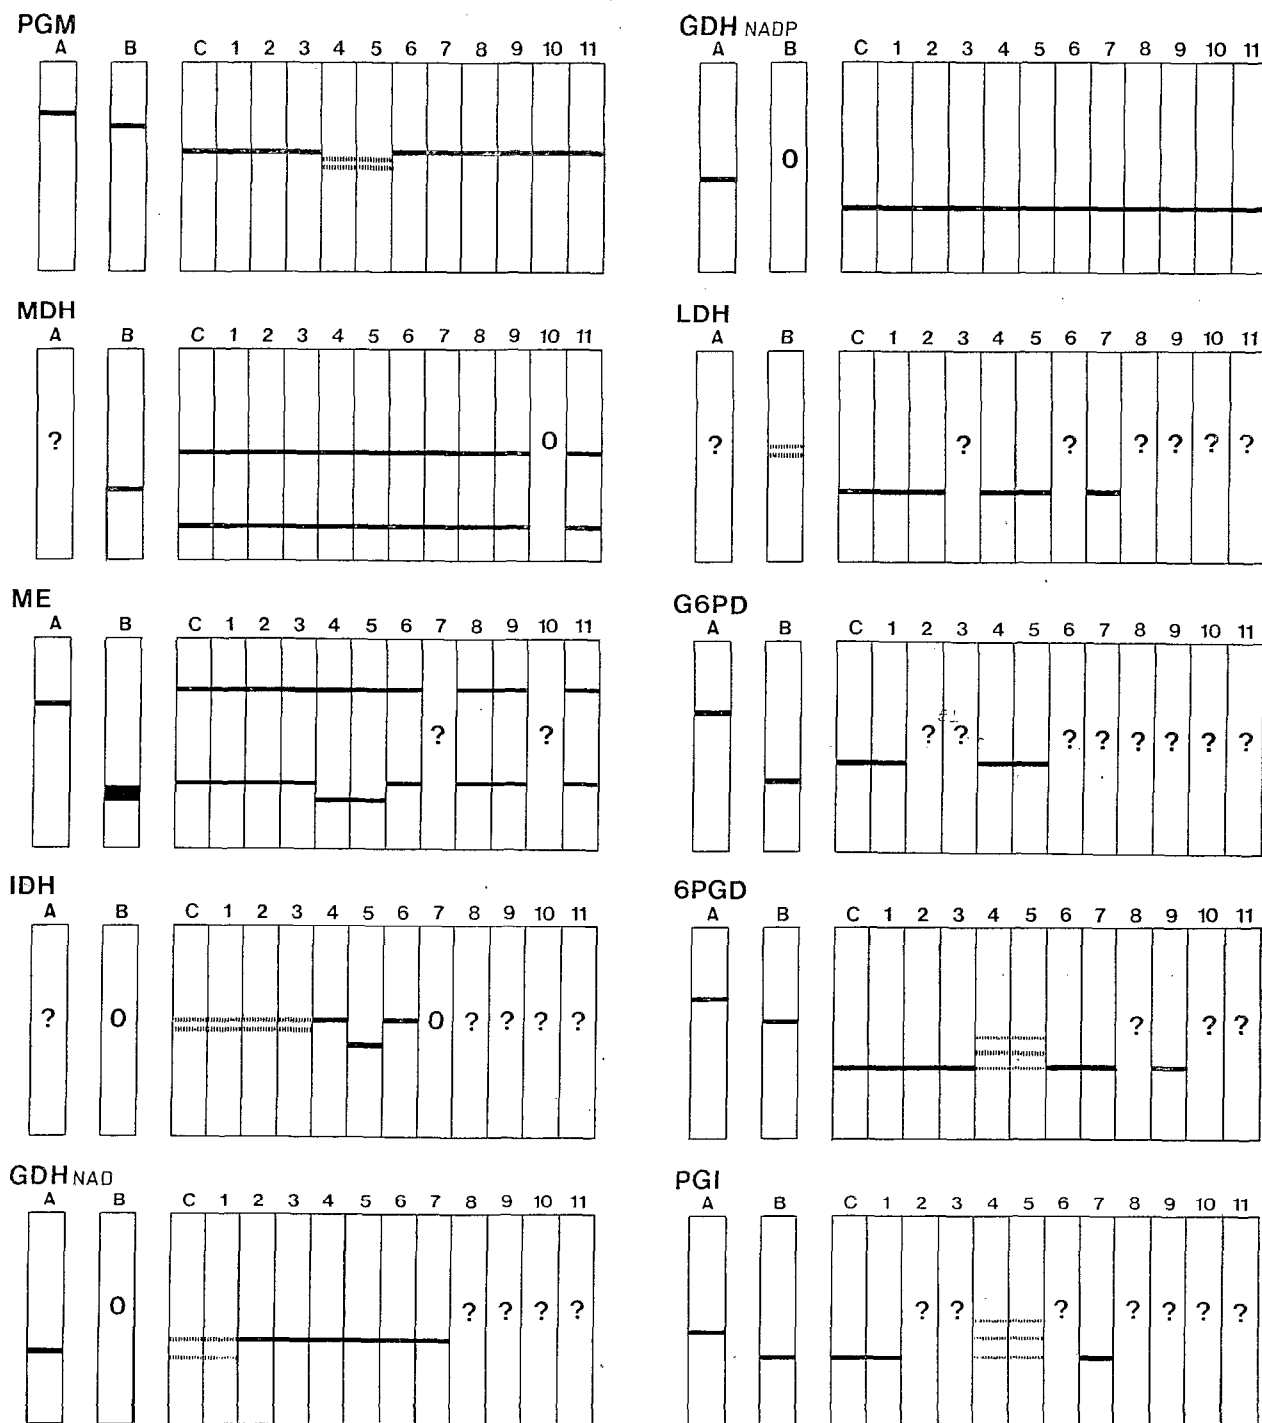 PGM
A B C 1 2 3 4 5 6 7 8 9 10 11
GDH NADP
A B C 1 2 3 4 5 6 7 8 9 10 11
0
MDH
A B C 1 2 3 4 5 6 7 8 9 10 11
? 0
LDH
A B C 1 2 3 4 5 6 7 8 9 10 11
? ? ? ? ? ? ?
ME
A B C 1 2 3 4 5 6 7 8 9 10 11
? ?
G6PD
A B C 1 2 3 4 5 6 7 8 9 10 11
? ? ? ? ? ? ? ?
IDH
A B C 1 2 3 4 5 6 7 8 9 10 11
? 0 0 ? ? ? ?
6PGD
A B C 1 2 3 4 5 6 7 8 9 10 11
? ? ?
GDH NAD
A B C 1 2 3 4 5 6 7 8 9 10 11
0 ? ? ? ?
PGI
A B C 1 2 3 4 5 6 7 8 9 10 11
? ? ? ? ? ? ?